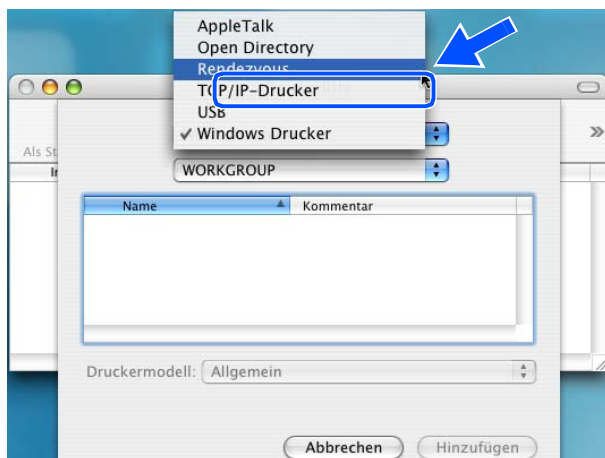 AppleTalk
Open Directory
Rendezvous
TCP/IP-Drucker
USB
✓ Windows Drucker
Als St
WORKGROUP
Name Kommentar
Druckermodell: Allgemein
Abbrechen Hinzufügen